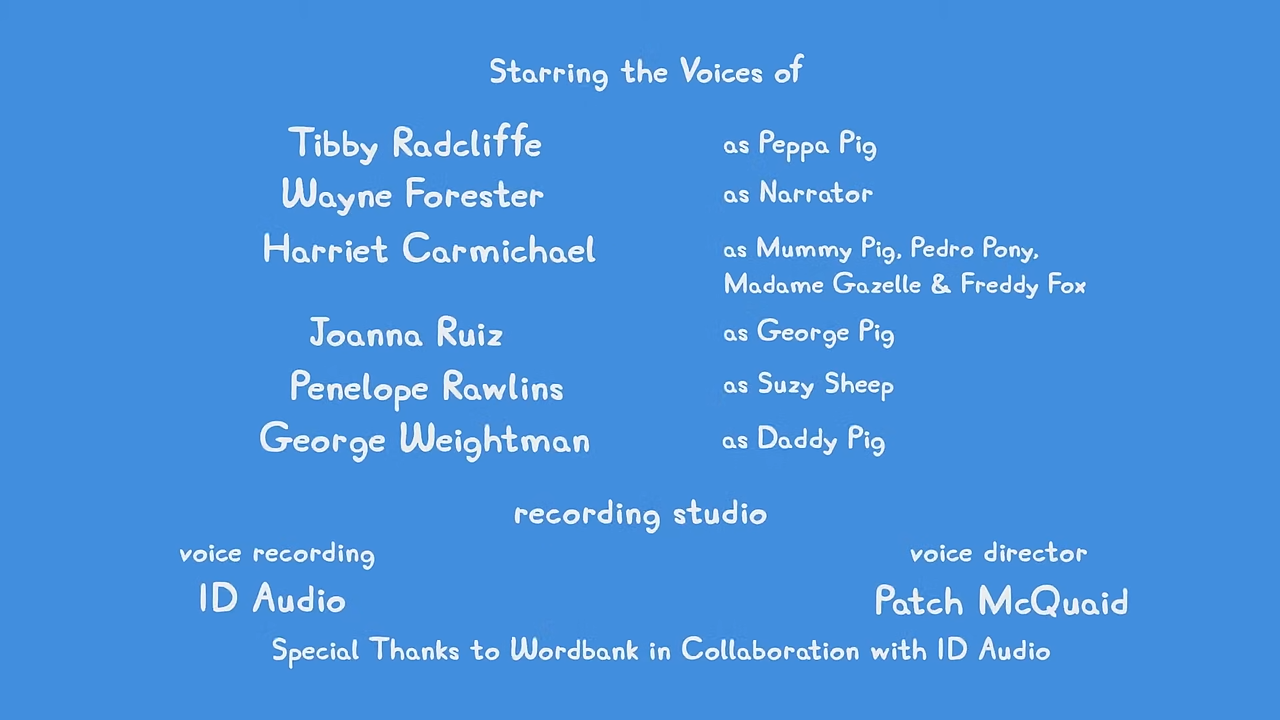 Starring the Voices of
Tibby Radcliffe as Peppa Pig
Wayne Forester as Narrator
Harriet Carmichael as Mummy Pig, Pedro Pony,
Madame Gazelle & Freddy Fox
Joanna Ruiz as George Pig
Penelope Rawlins as Suzy Sheep
George Weightman as Daddy Pig
recording studio
voice recording voice director
ID Audio Patch McQuaid
Special Thanks to Wordbank in Collaboration with ID Audio